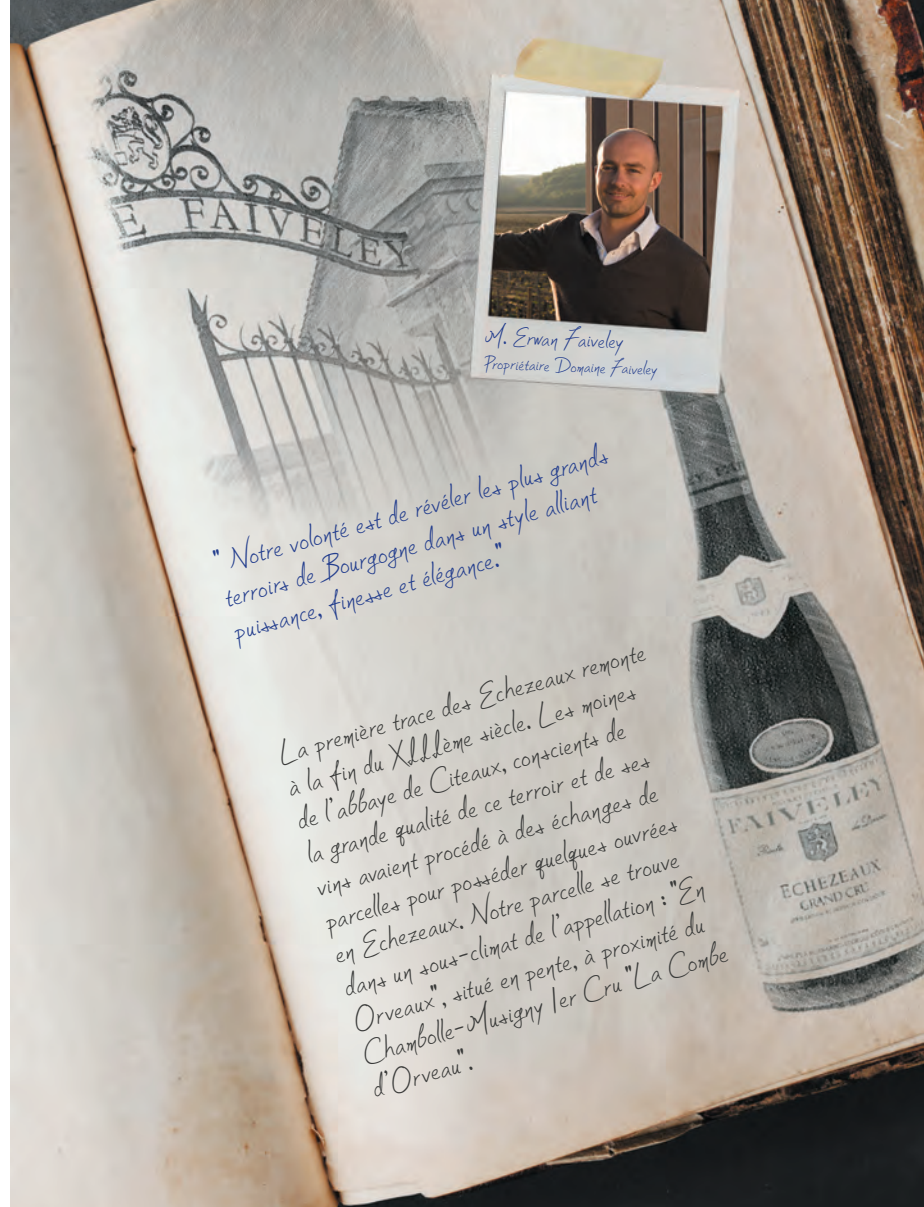 E FAIVELEY
M. Erwan Faiveley
Propriétaire Domaine Faiveley
" Notre volonté est de révéler les plus grands
terroirs de Bourgogne dans un style alliant
puissance, finesse et élégance."
La première trace des Echezeaux remonte
à la fin du XIIIème siècle. Les moines
de l'abbaye de Citeaux, conscients de
la grande qualité de ce terroir et de ses
vins avaient procédé à des échanges de
parcelles pour posséder quelques ouvrées
en Echezeaux. Notre parcelle se trouve
dans un sous-climat de l'appellation : "En
Orveaux", situé en pente, à proximité du
Chambolle-Musigny 1er Cru "La Combe
d'Orveau".
FAIVELEY
ECHEZEAUX
GRAND CRU